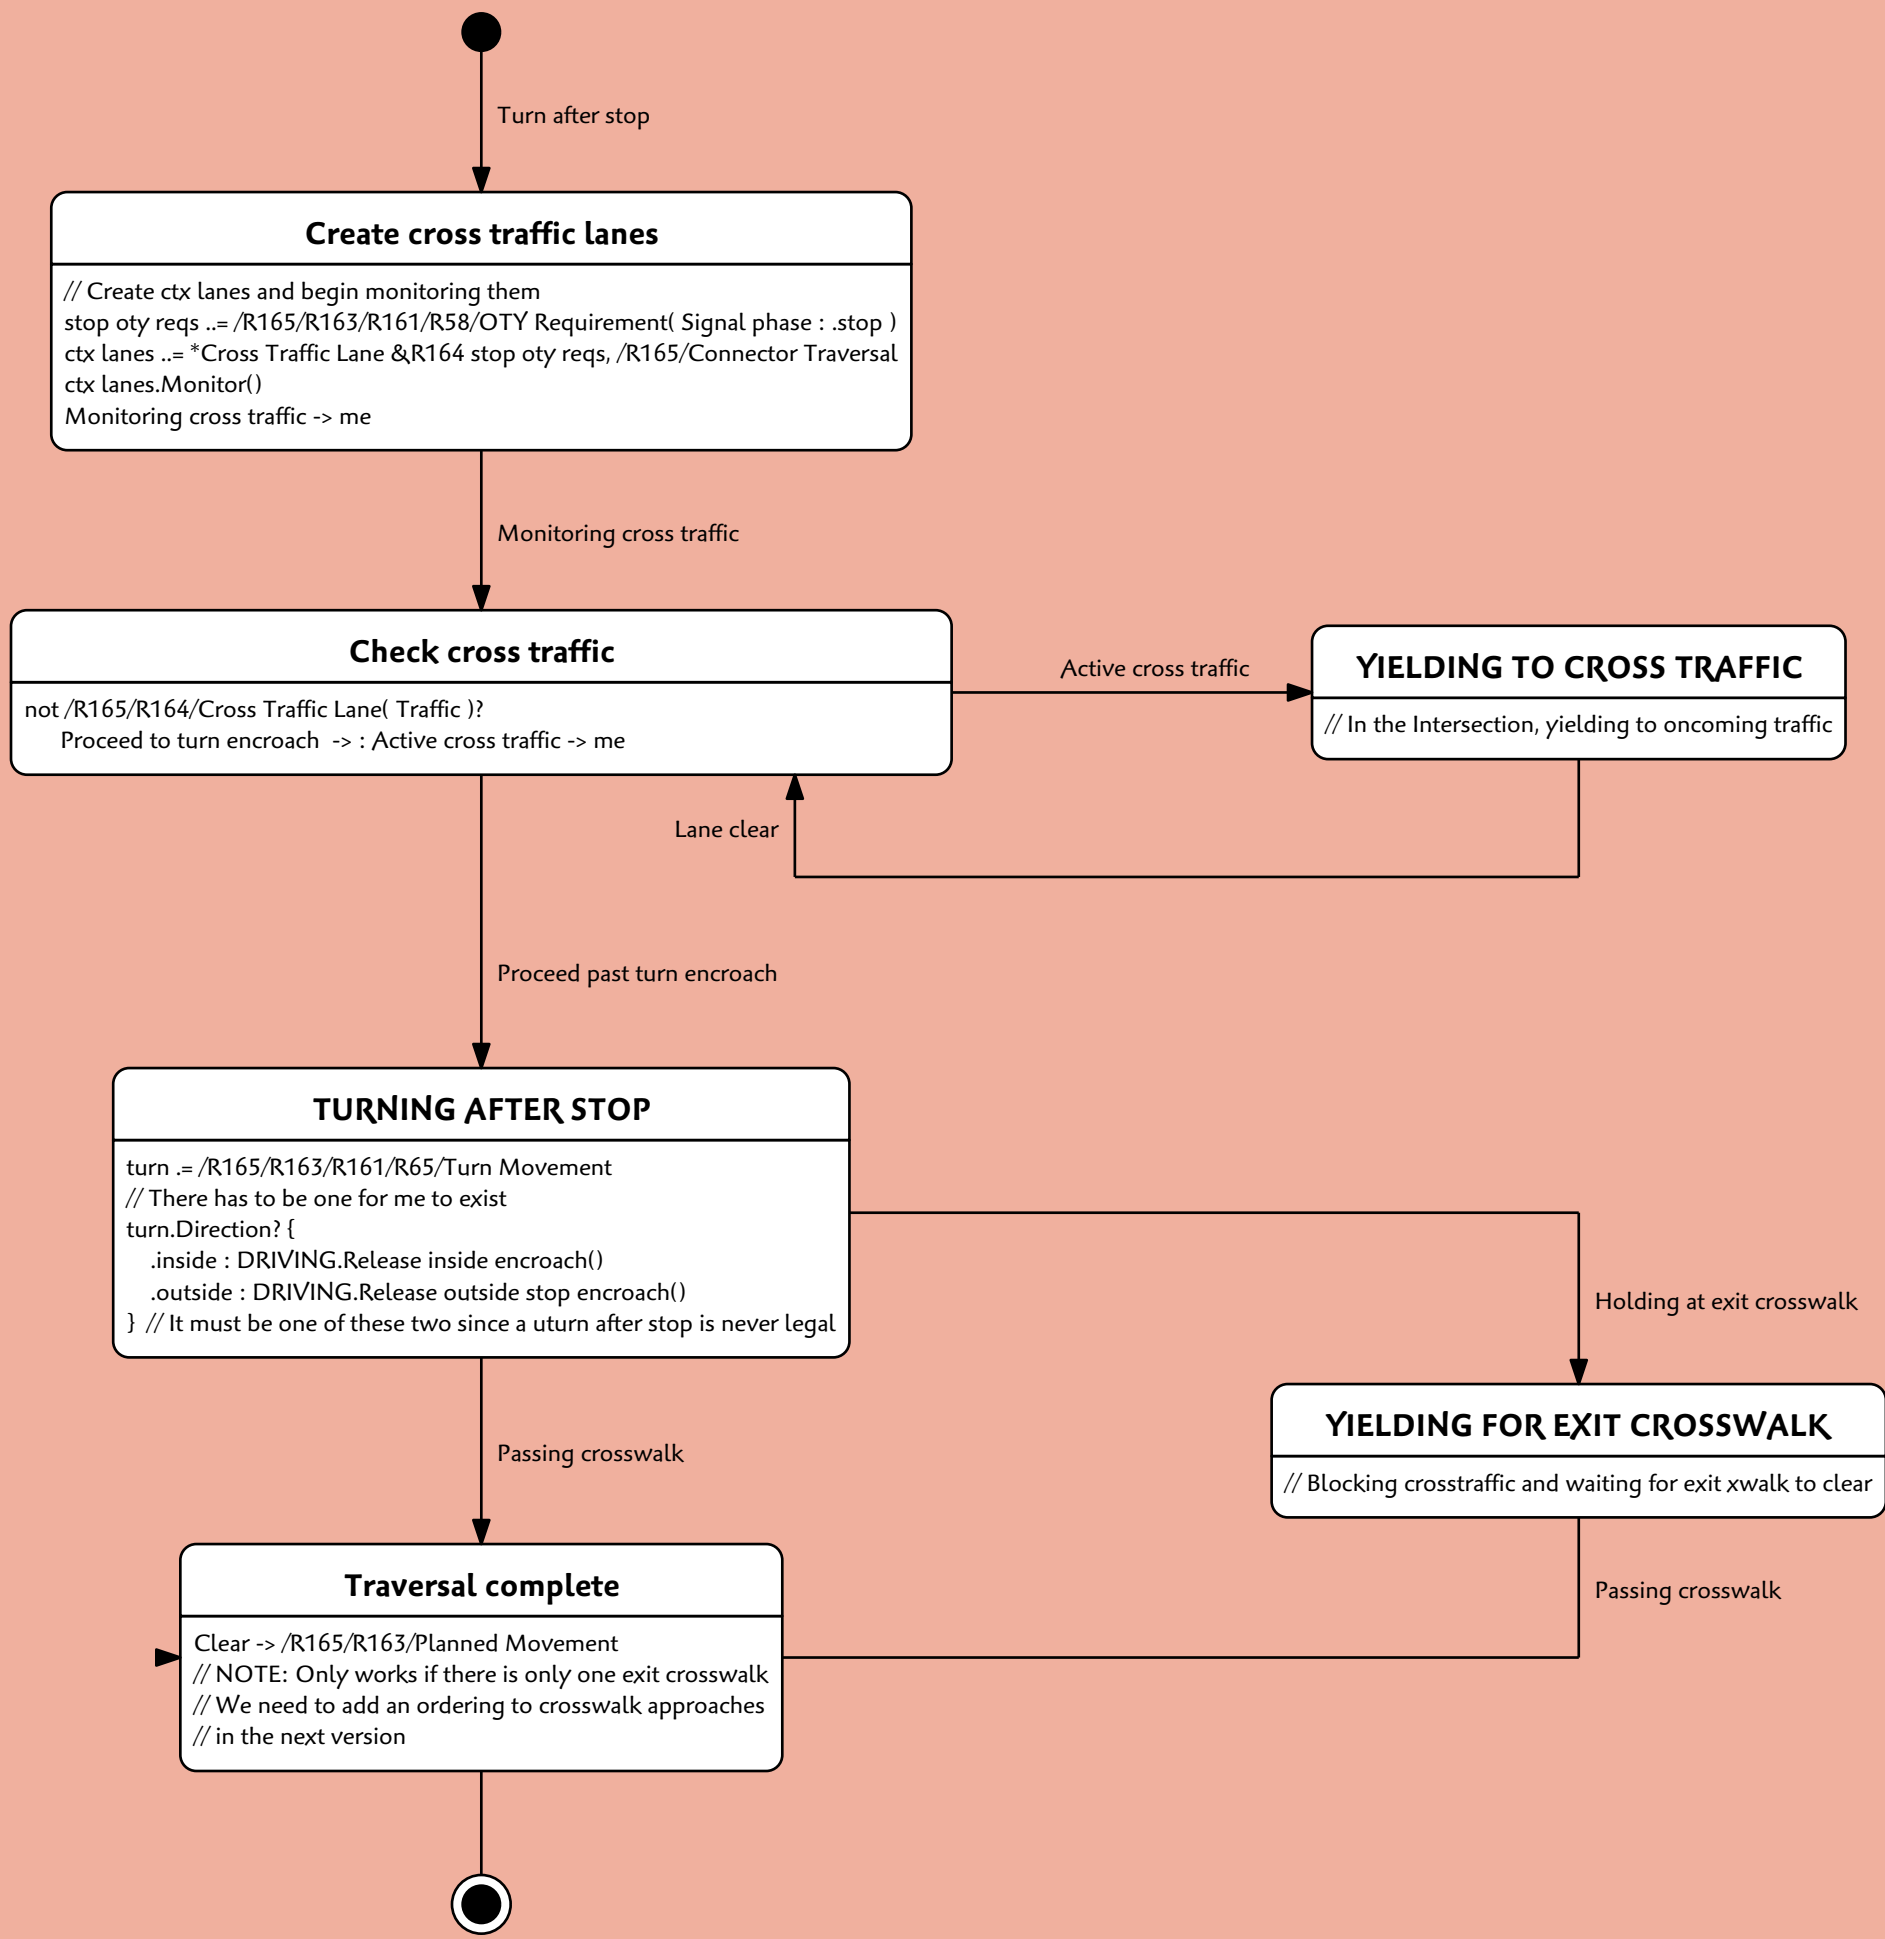 Turn after stop
Create cross traffic lanes
// Create ctx lanes and begin monitoring them
stop oty reqs ..= /R165/R163/R161/R58/OTY Requirement( Signal phase : .stop )
ctx lanes ..= *Cross Traffic Lane &R164 stop oty reqs, /R165/Connector Traversal
ctx lanes.Monitor()
Monitoring cross traffic -> me
Monitoring cross traffic
Check cross traffic
not /R165/R164/Cross Traffic Lane( Traffic )?
Proceed to turn encroach -> : Active cross traffic -> me
Active cross traffic
YIELDING TO CROSS TRAFFIC
// In the Intersection, yielding to oncoming traffic
Lane clear
Proceed past turn encroach
TURNING AFTER STOP
turn .= /R165/R163/R161/R65/Turn Movement
// There has to be one for me to exist
turn.Direction? {
.inside : DRIVING.Release inside encroach()
.outside : DRIVING.Release outside stop encroach()
} // It must be one of these two since a uturn after stop is never legal
Holding at exit crosswalk
YIELDING FOR EXIT CROSSWALK
// Blocking crosstraffic and waiting for exit xwalk to clear
Passing crosswalk
Passing crosswalk
Traversal complete
Clear -> /R165/R163/Planned Movement
// NOTE: Only works if there is only one exit crosswalk
// We need to add an ordering to crosswalk approaches
// in the next version